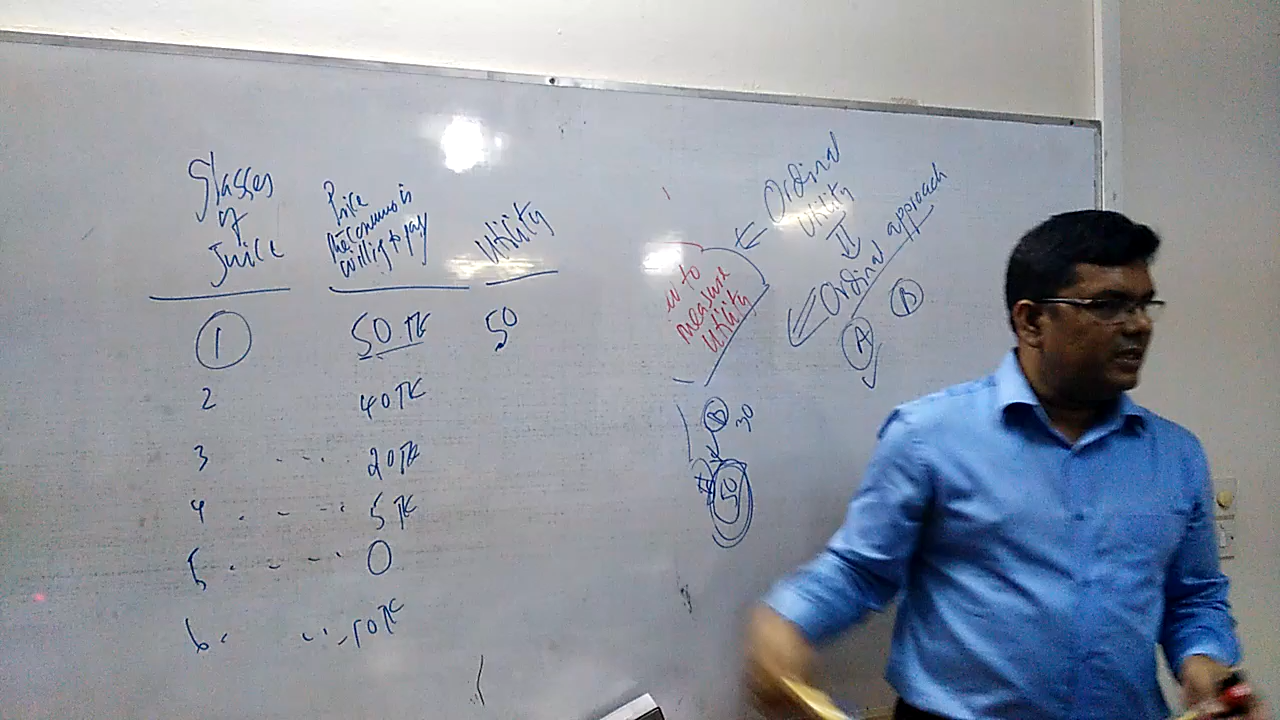 Glasses
of
Juice
Price
the consumer is
willing to pay
Utility
1 50 TK 50
2 40 TK
3 .... 20 TK
4 . - - . 5 TK
5 . - - .. 0
6. ... -10 TK
to
measure
Utility
Ordinal
Utility
Ordinal approach
A B
B 30
50